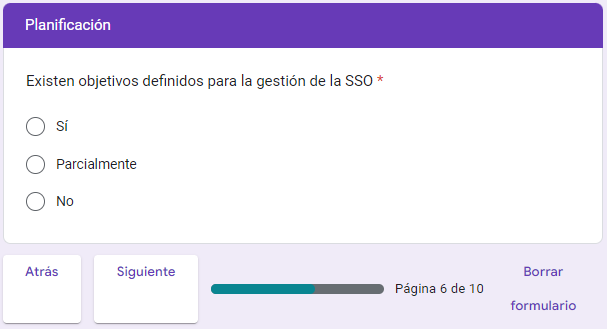 Planificación
Existen objetivos definidos para la gestión de la SSO *
Sí
Parcialmente
No
Atrás
Siguiente
Página 6 de 10
Borrar
formulario